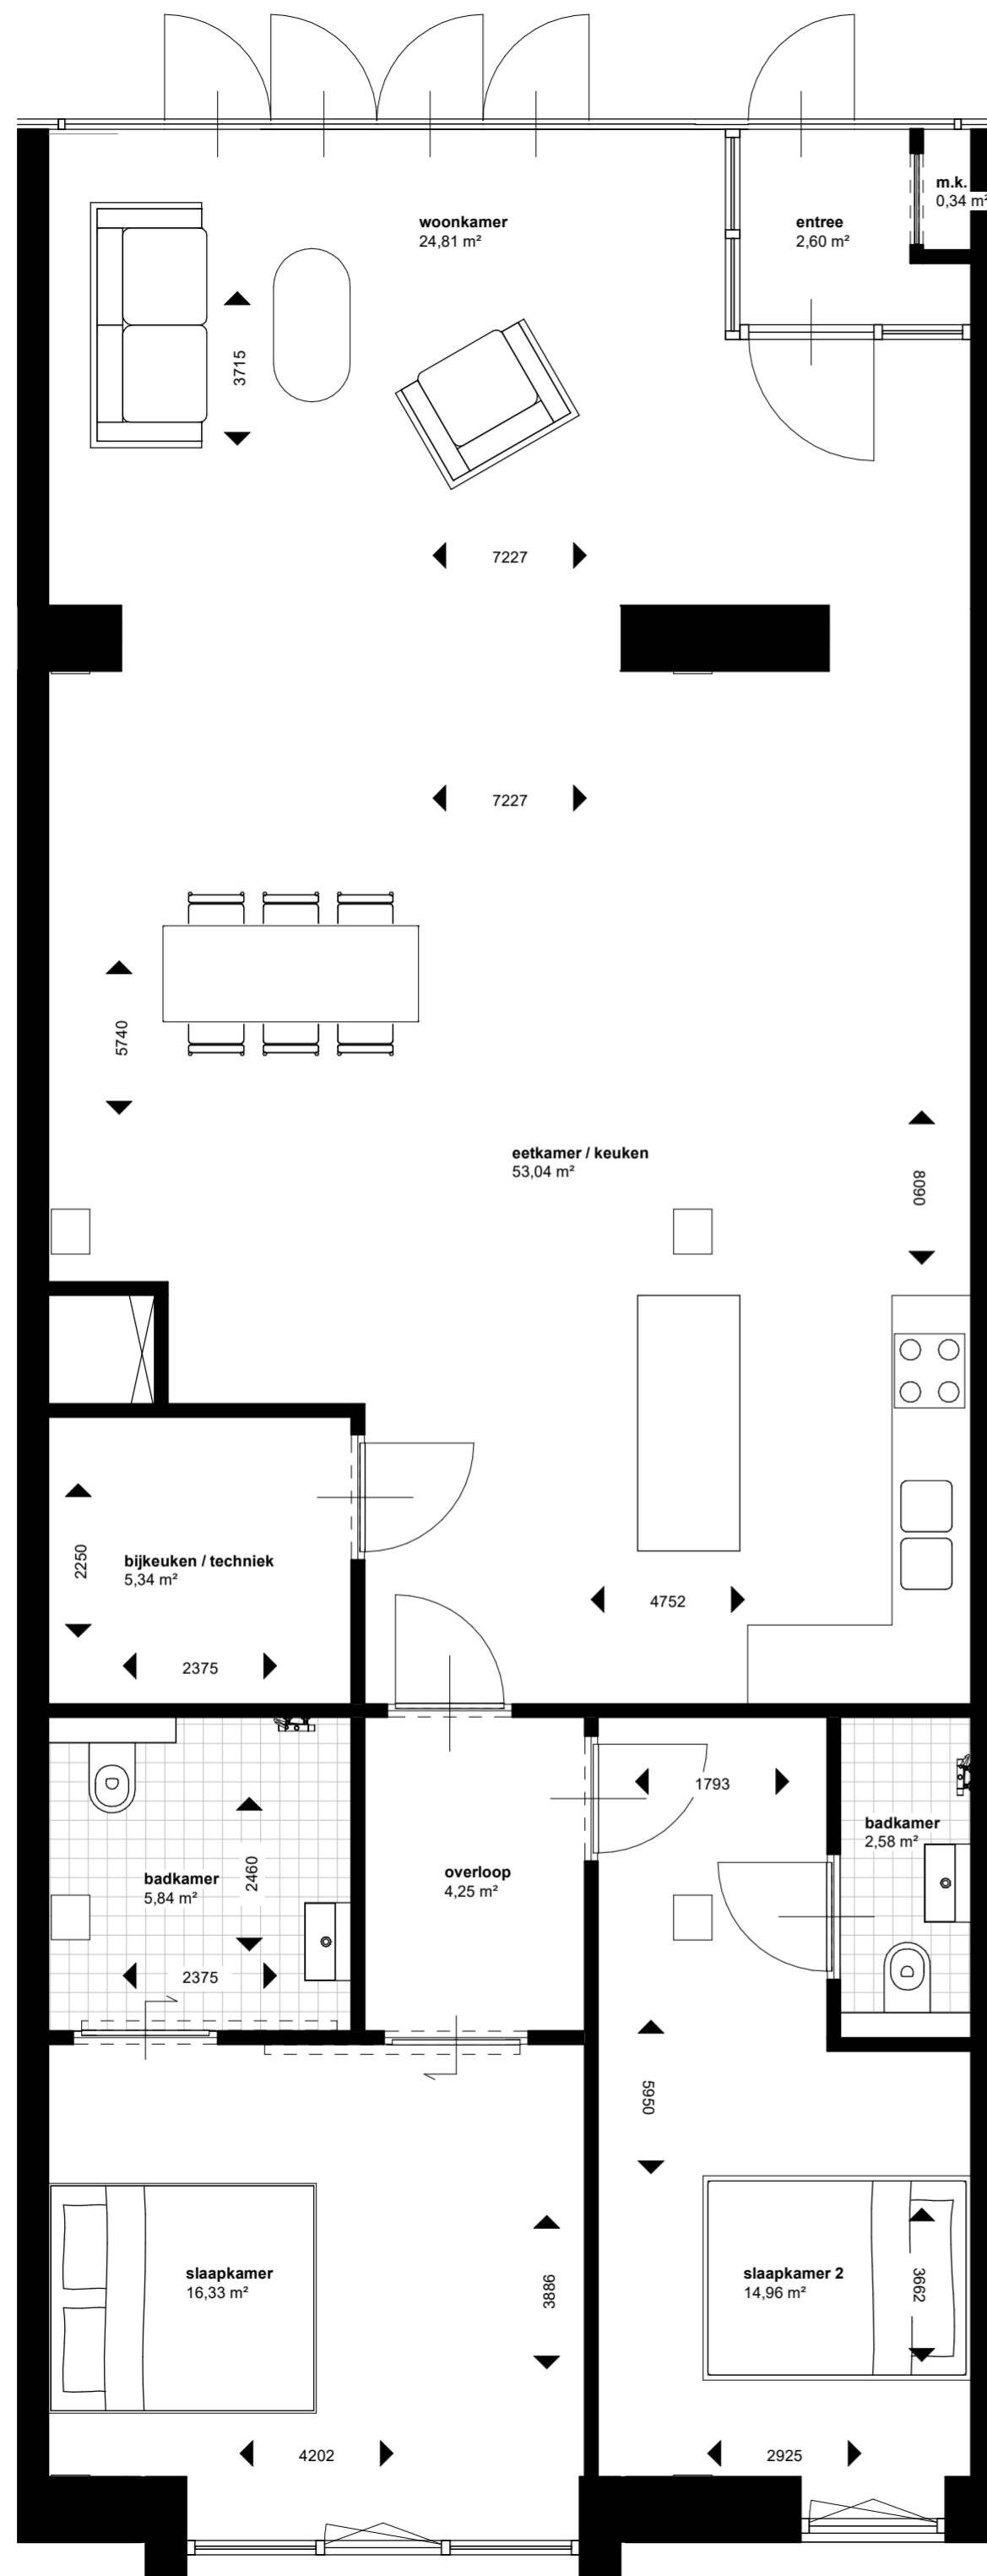 m.k.
0,34 m²
woonkamer
24,81 m²
entree
2,60 m²
3715
7227
7227
5740
eetkamer / keuken
53,04 m²
8090
2250
bijkeuken / techniek
5,34 m²
4752
2375
1793
badkamer
2,58 m²
badkamer
5,84 m²
2460
overloop
4,25 m²
2375
5950
slaapkamer
16,33 m²
3886
slaapkamer 2
14,96 m²
3662
4202
2925